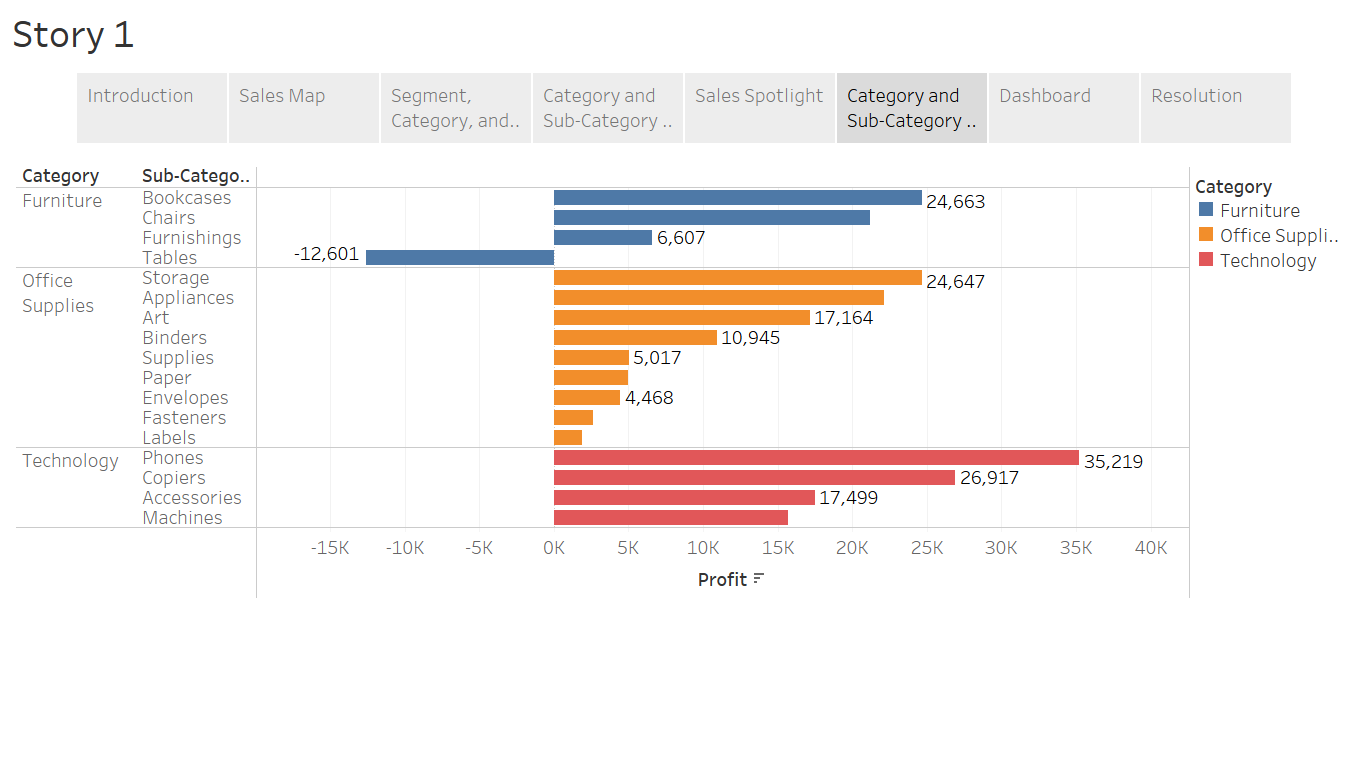 Story 1
Introduction
Sales Map
Segment,
Category, and..
Category and
Sub-Category ..
Sales Spotlight
Category and
Sub-Category ..
Dashboard
Resolution
Category Sub-Catego..
Furniture
Bookcases 24,663
Chairs
Furnishings 6,607
Tables -12,601
Office
Supplies
Storage 24,647
Appliances
Art 17,164
Binders 10,945
Supplies 5,017
Paper
Envelopes 4,468
Fasteners
Labels
Technology
Phones 35,219
Copiers 26,917
Accessories 17,499
Machines
-15K -10K -5K 0K 5K 10K 15K 20K 25K 30K 35K 40K
Profit
Category
Furniture
Office Suppli..
Technology